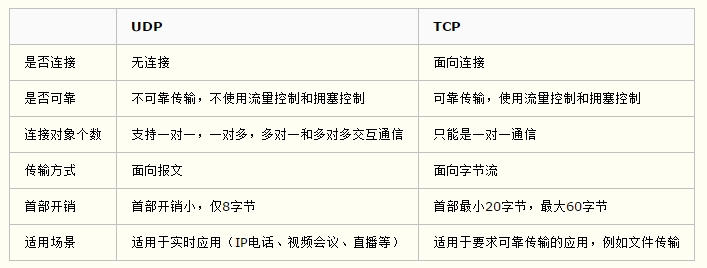 UDP TCP
是否连接 无连接 面向连接
是否可靠 不可靠传输，不使用流量控制和拥塞控制 可靠传输，使用流量控制和拥塞控制
连接对象个数 支持一对一，一对多，多对一和多对多交互通信 只能是一对一通信
传输方式 面向报文 面向字节流
首部开销 首部开销小，仅8字节 首部最小20字节，最大60字节
适用场景 适用于实时应用（IP电话、视频会议、直播等） 适用于要求可靠传输的应用，例如文件传输